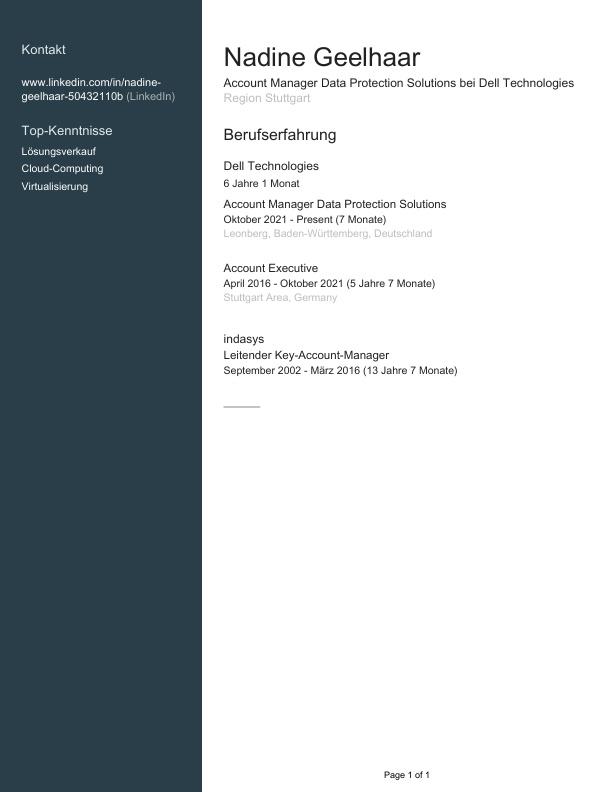 Kontakt
www.linkedin.com/in/nadine-
geelhaar-50432110b (LinkedIn)
Top-Kenntnisse
Lösungsverkauf
Cloud-Computing
Virtualisierung
Nadine Geelhaar
Account Manager Data Protection Solutions bei Dell Technologies
Region Stuttgart
Berufserfahrung
Dell Technologies
6 Jahre 1 Monat
Account Manager Data Protection Solutions
Oktober 2021 - Present (7 Monate)
Leonberg, Baden-Württemberg, Deutschland
Account Executive
April 2016 - Oktober 2021 (5 Jahre 7 Monate)
Stuttgart Area, Germany
indasys
Leitender Key-Account-Manager
September 2002 - März 2016 (13 Jahre 7 Monate)
Page 1 of 1